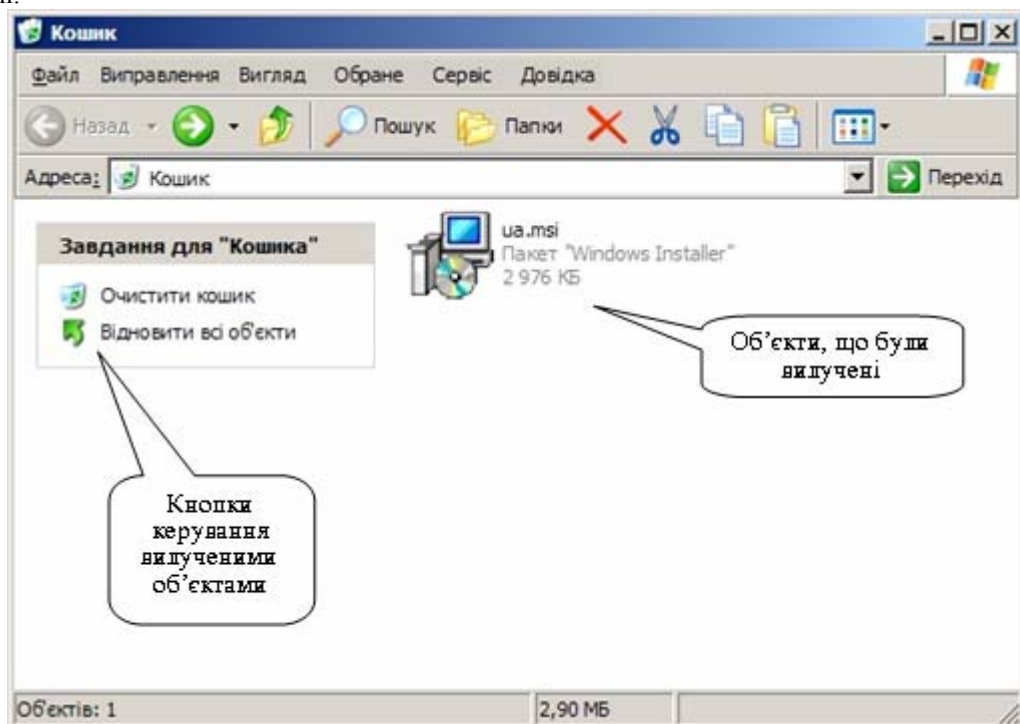 Кошик
Файл Виправлення Вигляд Обране Сервіс Довідка
Назад Пошук Папки
Адреса: Кошик Перехід
Завдання для "Кошика"
Очистити кошик
Відновити всі об'єкти
ua.msi
Пакет "Windows Installer"
2 976 КБ
Об’єкти, що були
вилучені
Кнопки
керування
вилученими
об’єктами
Об'єктів: 1 2,90 МБ